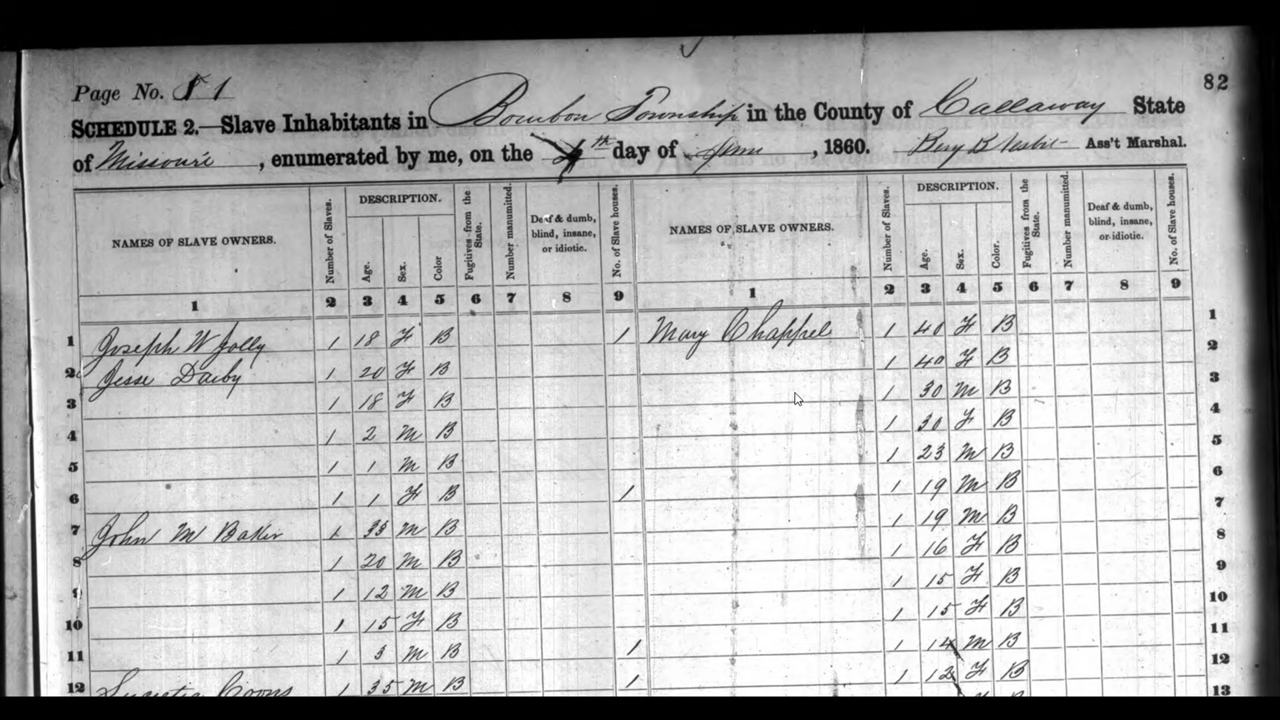 82
Page No. 1
SCHEDULE 2.—Slave Inhabitants in Bourbon Township in the County of Callaway State
of Missouri, enumerated by me, on the 4th day of June, 1860. Ass't Marshal.
NAMES OF SLAVE OWNERS. Number of Slaves. DESCRIPTION. Age. Sex. Color Fugitives from the State. Number manumitted. Deaf & dumb, blind, insane, or idiotic. No. of Slave houses. NAMES OF SLAVE OWNERS. Number of Slaves. DESCRIPTION. Age. Sex. Color. Fugitives from the State. Number manumitted. Deaf & dumb, blind, insane, or idiotic. No. of Slave houses.
1 2 3 4 5 6 7 8 9 1 2 3 4 5 6 7 8 9
1 Joseph W Jolly 1 18 F B 1 Mary Chappel 1 40 F B 1
2 Jesse Darby 1 20 F B 1 40 F B 2
3 1 18 F B 1 30 M B 3
4 1 2 M B 1 30 F B 4
5 1 1 M B 1 23 M B 5
6 1 1 F B 1 1 19 M B 6
7 John M Baker 1 35 M B 1 19 M B 7
8 1 20 M B 1 16 F B 8
9 1 12 M B 1 15 F B 9
10 1 15 F B 1 15 F B 10
11 1 3 M B 1 1 14 M B 11
12 Coons 1 35 M B 1 1 12 F B 12
13